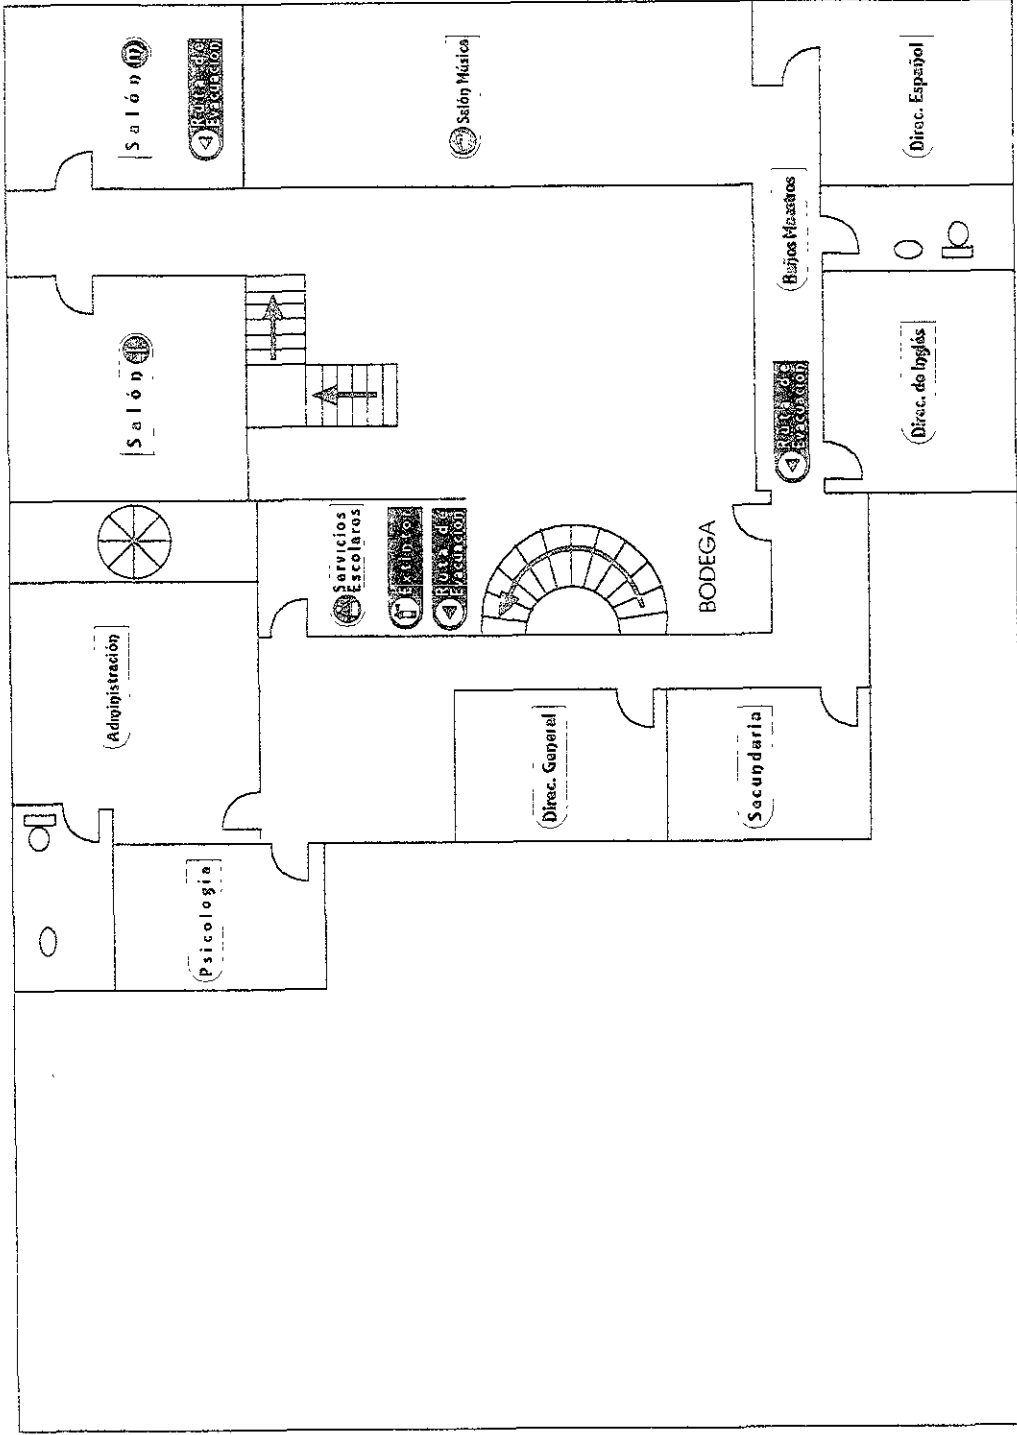 Administración
Salón
Salón
Psicología
Ruta de
Evacuación
Servicios
Escolares
Extintor
Ruta de
Evacuación
Salón Música
Direc. General
BODEGA
Secundaria
Ruta de
Evacuación
Baños Maestros
Direc. de Inglés
Direc. Español